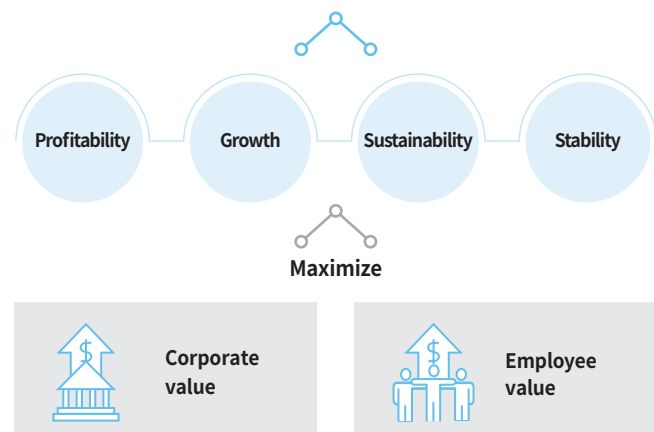 Profitability Growth Sustainability Stability
Maximize
Corporate
value
Employee
value